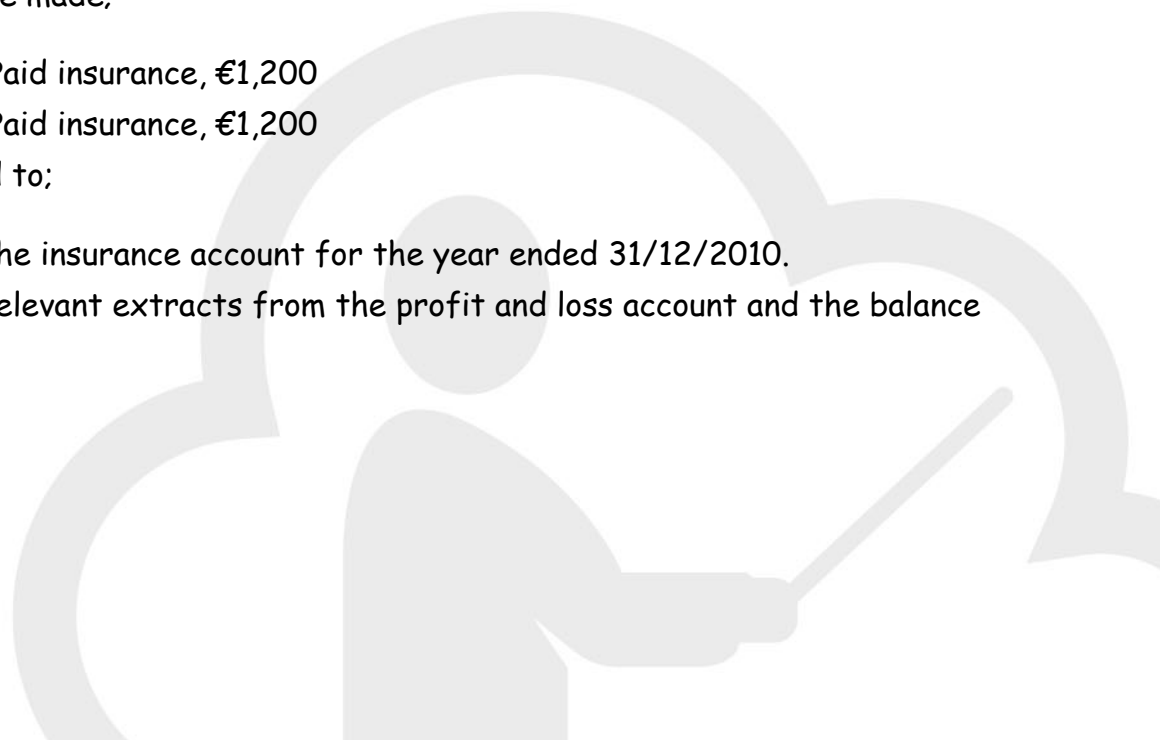 e made;
Paid insurance, €1,200
Paid insurance, €1,200
l to;
he insurance account for the year ended 31/12/2010.
elevant extracts from the profit and loss account and the balance